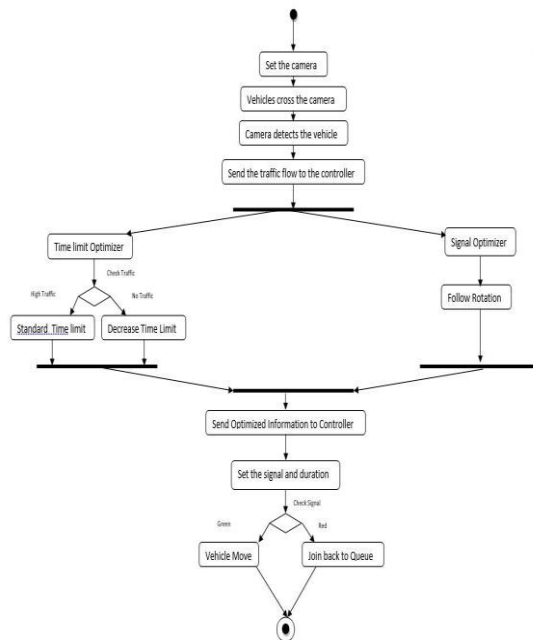 Set the camera
Vehicles cross the camera
Camera detects the vehicle
Send the traffic flow to the controller
Time limit Optimizer
Signal Optimizer
Check Traffic
High Traffic
No Traffic
Follow Rotation
Standard Time limit
Decrease Time Limit
Send Optimized Information to Controller
Set the signal and duration
Check Signal
Green
Red
Vehicle Move
Join back to Queue